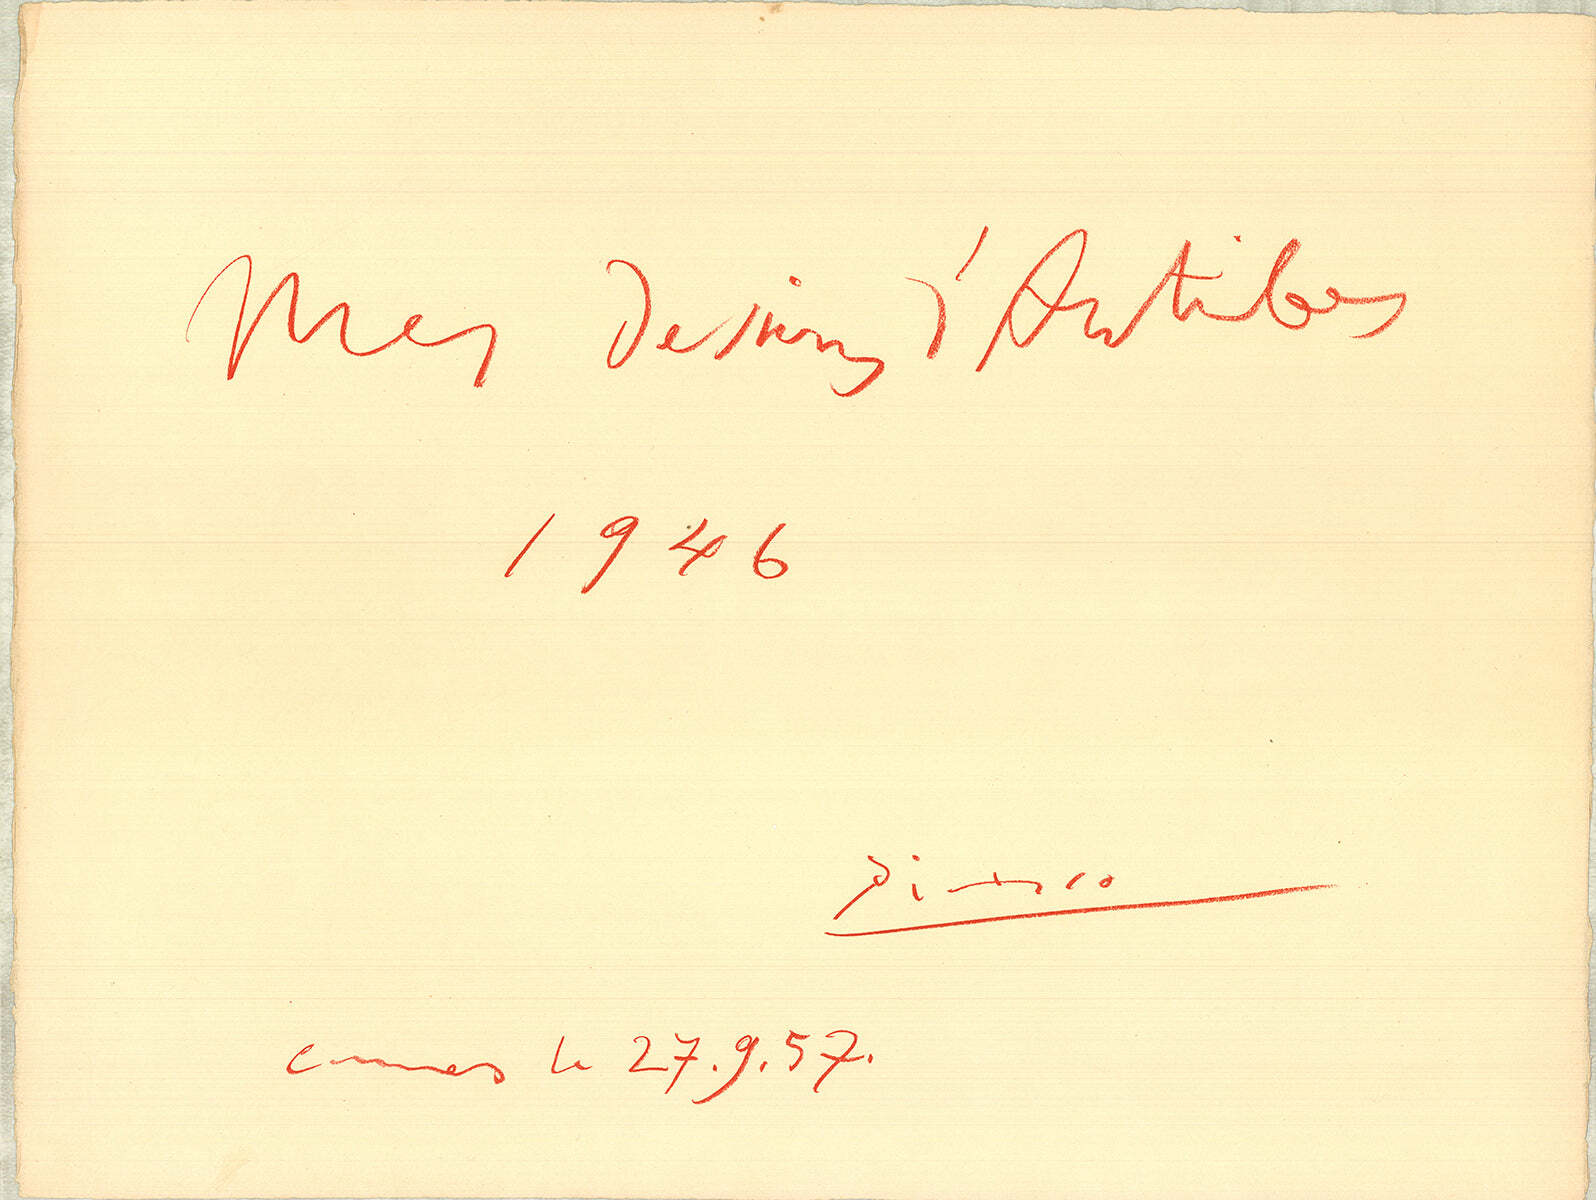 Mes dessins d'Antibes
1946
Picasso
cannes le 27.9.57.